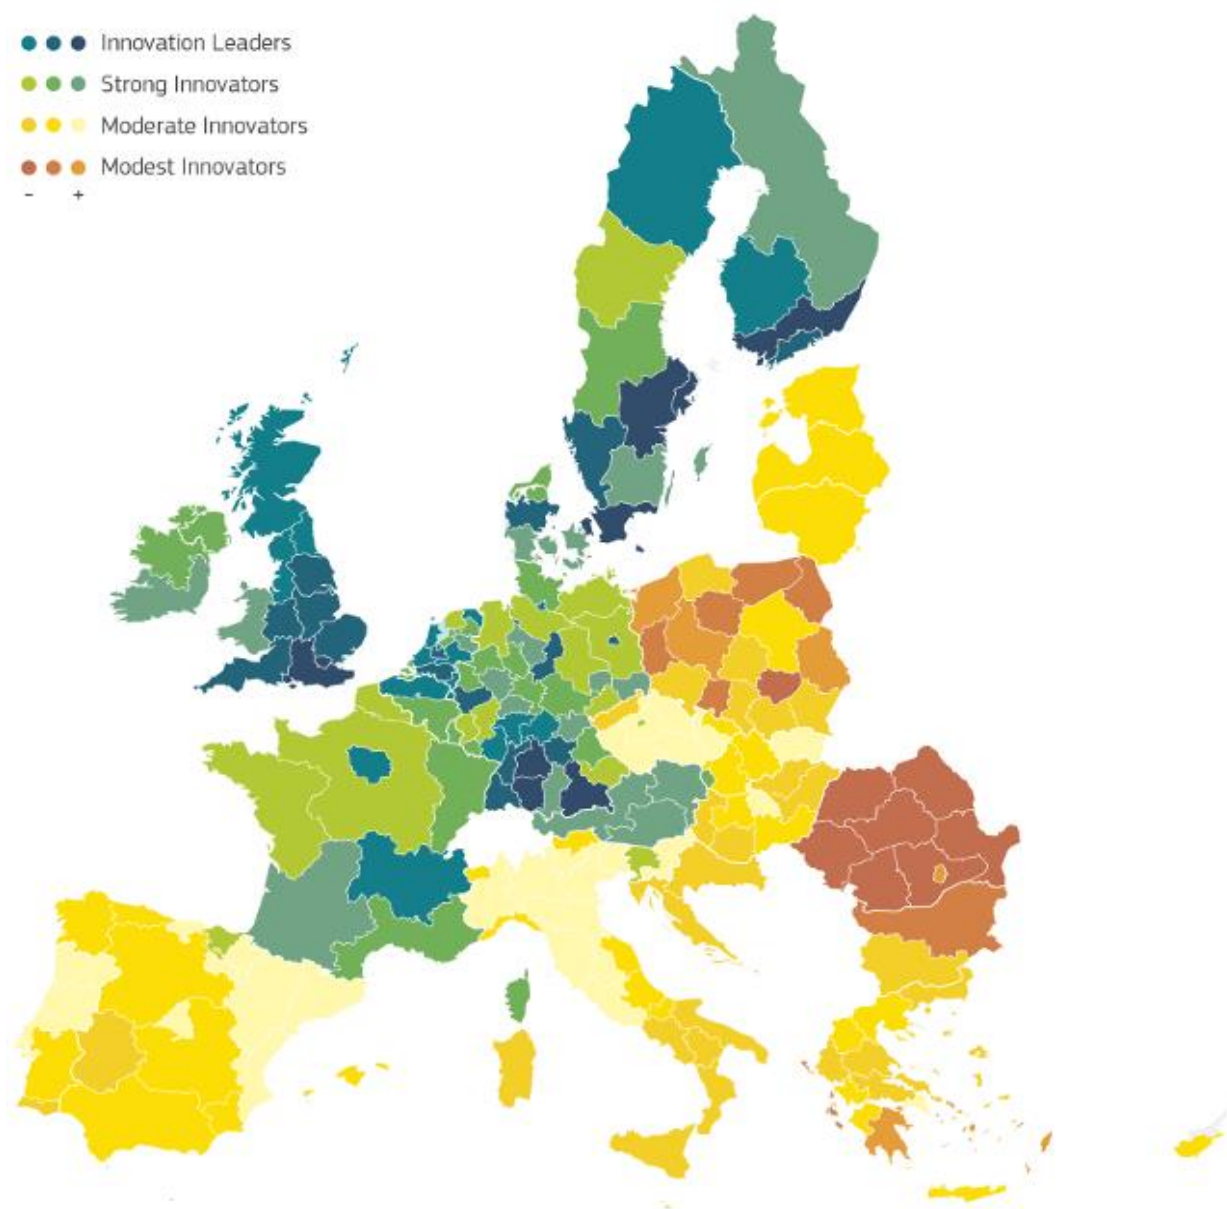 Innovation Leaders
Strong Innovators
Moderate Innovators
Modest Innovators
- +